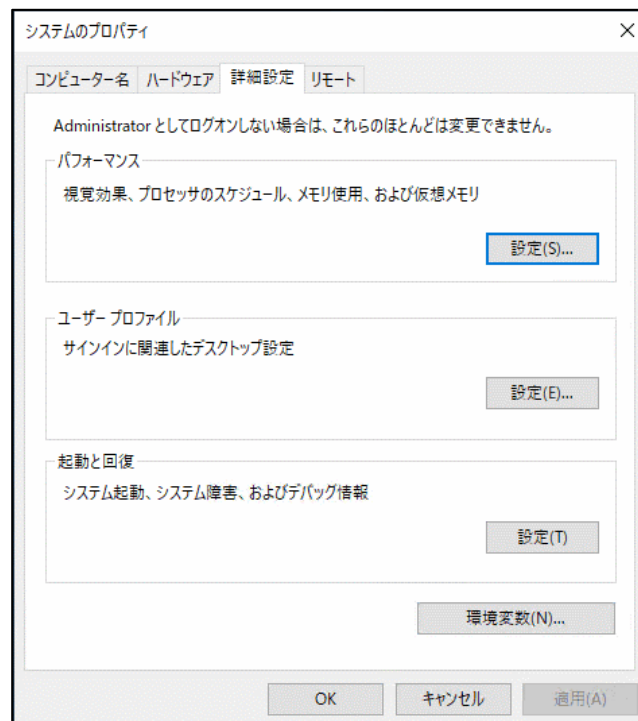 システムのプロパティ
コンピューター名 ハードウェア 詳細設定 リモート
Administrator としてログオンしない場合は、これらのほとんどは変更できません。
パフォーマンス
視覚効果、プロセッサのスケジュール、メモリ使用、および仮想メモリ
設定(S)...
ユーザー プロファイル
サインインに関連したデスクトップ設定
設定(E)...
起動と回復
システム起動、システム障害、およびデバッグ情報
設定(T)
環境変数(N)...
OK キャンセル 適用(A)